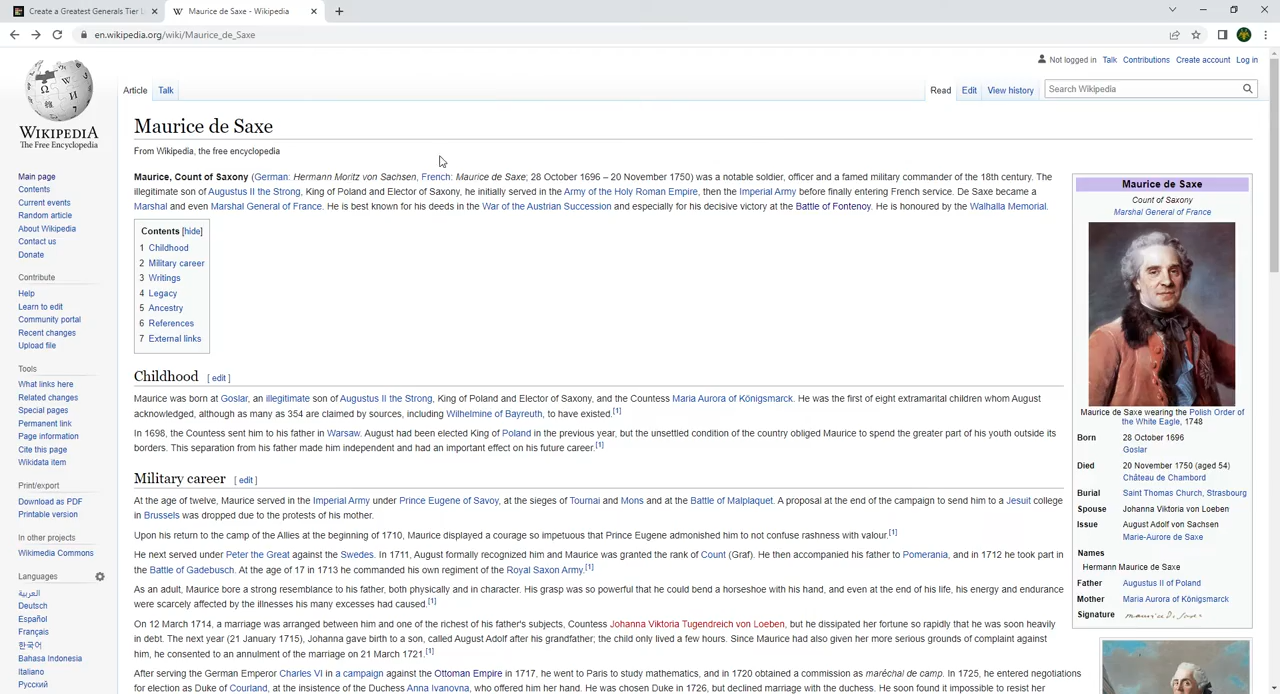 Create a Greatest Generals Tier L
Maurice de Saxe - Wikipedia
en.wikipedia.org/wiki/Maurice_de_Saxe
Not logged in Talk Contributions Create account Log in
Article Talk
Read Edit View history
Search Wikipedia
WIKIPEDIA
The Free Encyclopedia
Main page
Contents
Current events
Random article
About Wikipedia
Contact us
Donate
Contribute
Help
Learn to edit
Community portal
Recent changes
Upload file
Tools
What links here
Related changes
Special pages
Permanent link
Page information
Cite this page
Wikidata item
Print/export
Download as PDF
Printable version
In other projects
Wikimedia Commons
Languages
العربية
Deutsch
Español
Français
한국어
Bahasa Indonesia
Italiano
Русский
Maurice de Saxe
From Wikipedia, the free encyclopedia
Maurice, Count of Saxony (German: Hermann Moritz von Sachsen, French: Maurice de Saxe; 28 October 1696 – 20 November 1750) was a notable soldier, officer and a famed military commander of the 18th century. The
illegitimate son of Augustus II the Strong, King of Poland and Elector of Saxony, he initially served in the Army of the Holy Roman Empire, then the Imperial Army before finally entering French service. De Saxe became a
Marshal and even Marshal General of France. He is best known for his deeds in the War of the Austrian Succession and especially for his decisive victory at the Battle of Fontenoy. He is honoured by the Walhalla Memorial.
Contents [hide]
1 Childhood
2 Military career
3 Writings
4 Legacy
5 Ancestry
6 References
7 External links
Childhood [ edit ]
Maurice was born at Goslar, an illegitimate son of Augustus II the Strong, King of Poland and Elector of Saxony, and the Countess Maria Aurora of Königsmarck. He was the first of eight extramarital children whom August
acknowledged, although as many as 354 are claimed by sources, including Wilhelmine of Bayreuth, to have existed.[1]
In 1698, the Countess sent him to his father in Warsaw. August had been elected King of Poland in the previous year, but the unsettled condition of the country obliged Maurice to spend the greater part of his youth outside its
borders. This separation from his father made him independent and had an important effect on his future career.[1]
Military career [ edit ]
At the age of twelve, Maurice served in the Imperial Army under Prince Eugene of Savoy, at the sieges of Tournai and Mons and at the Battle of Malplaquet. A proposal at the end of the campaign to send him to a Jesuit college
in Brussels was dropped due to the protests of his mother.
Upon his return to the camp of the Allies at the beginning of 1710, Maurice displayed a courage so impetuous that Prince Eugene admonished him to not confuse rashness with valour.[1]
He next served under Peter the Great against the Swedes. In 1711, August formally recognized him and Maurice was granted the rank of Count (Graf). He then accompanied his father to Pomerania, and in 1712 he took part in
the Battle of Gadebusch. At the age of 17 in 1713 he commanded his own regiment of the Royal Saxon Army.[1]
As an adult, Maurice bore a strong resemblance to his father, both physically and in character. His grasp was so powerful that he could bend a horseshoe with his hand, and even at the end of his life, his energy and endurance
were scarcely affected by the illnesses his many excesses had caused.[1]
On 12 March 1714, a marriage was arranged between him and one of the richest of his father's subjects, Countess Johanna Viktoria Tugendreich von Loeben, but he dissipated her fortune so rapidly that he was soon heavily
in debt. The next year (21 January 1715), Johanna gave birth to a son, called August Adolf after his grandfather; the child only lived a few hours. Since Maurice had also given her more serious grounds of complaint against
him, he consented to an annulment of the marriage on 21 March 1721.[1]
After serving the German Emperor Charles VI in a campaign against the Ottoman Empire in 1717, he went to Paris to study mathematics, and in 1720 obtained a commission as maréchal de camp. In 1725, he entered negotiations
for election as Duke of Courland, at the insistence of the Duchess Anna Ivanovna, who offered him her hand. He was chosen Duke in 1726, but declined marriage with the duchess. He soon found it impossible to resist her
Maurice de Saxe
Count of Saxony
Marshal General of France
Maurice de Saxe wearing the Polish Order of
the White Eagle, 1748
Born 28 October 1696
Goslar
Died 20 November 1750 (aged 54)
Château de Chambord
Burial Saint Thomas Church, Strasbourg
Spouse Johanna Viktoria von Loeben
Issue August Adolf von Sachsen
Marie-Aurore de Saxe
Names
Hermann Maurice de Saxe
Father Augustus II of Poland
Mother Maria Aurora of Königsmarck
Signature Maurice De Saxe